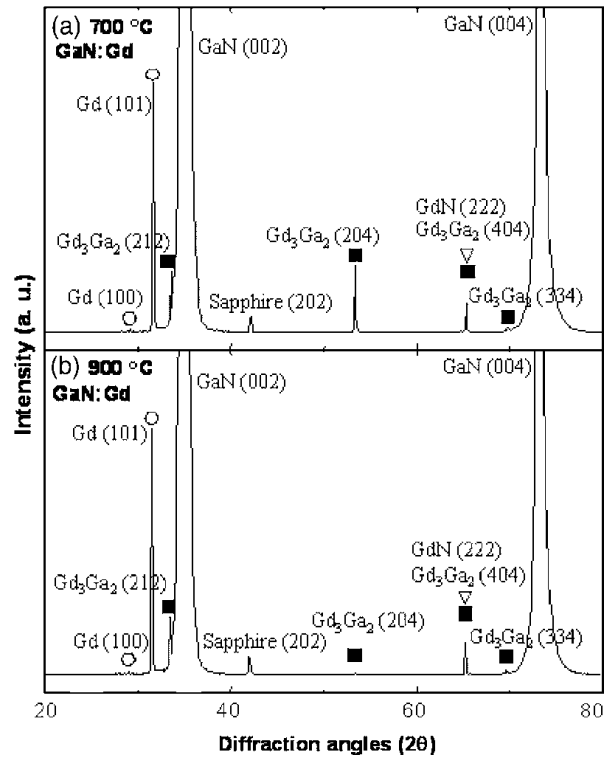 (a) 700 °C
GaN: Gd
GaN (002)
GaN (004)
Gd (101)
Gd₃Ga₂ (212)
Gd (100)
Sapphire (202)
Gd₃Ga₂ (204)
GdN (222)
Gd₃Ga₂ (404)
Gd₃Ga₂ (334)
(b) 900 °C
GaN: Gd
GaN (002)
GaN (004)
Gd (101)
Gd₃Ga₂ (212)
Gd (100)
Sapphire (202)
Gd₃Ga₂ (204)
GdN (222)
Gd₃Ga₂ (404)
Gd₃Ga₂ (334)
Intensity (a. u.)
20 40 60 80
Diffraction angles (2θ)